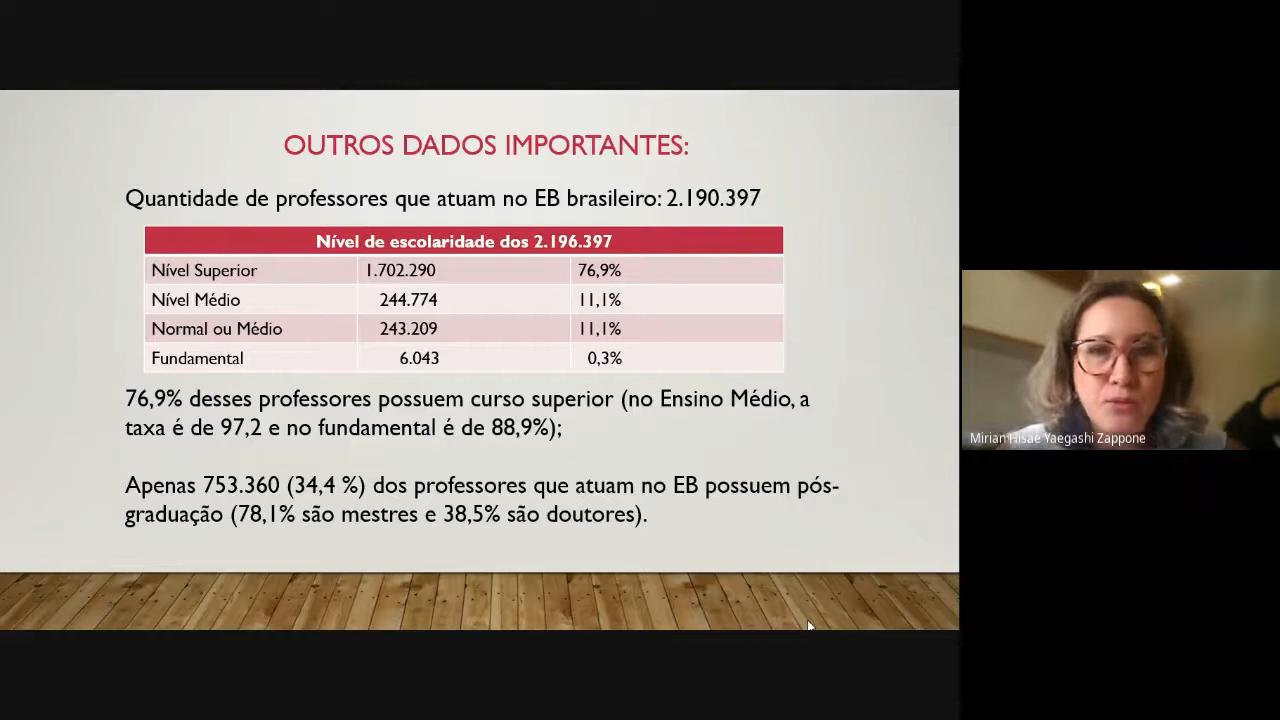 OUTROS DADOS IMPORTANTES:
Quantidade de professores que atuam no EB brasileiro: 2.190.397
Nível de escolaridade dos 2.196.397
Nível Superior 1.702.290 76,9%
Nível Médio 244.774 11,1%
Normal ou Médio 243.209 11,1%
Fundamental 6.043 0,3%
76,9% desses professores possuem curso superior (no Ensino Médio, a
taxa é de 97,2 e no fundamental é de 88,9%);
Apenas 753.360 (34,4 %) dos professores que atuam no EB possuem pós-
graduação (78,1% são mestres e 38,5% são doutores).
Mirian Hisae Yaegashi Zappone